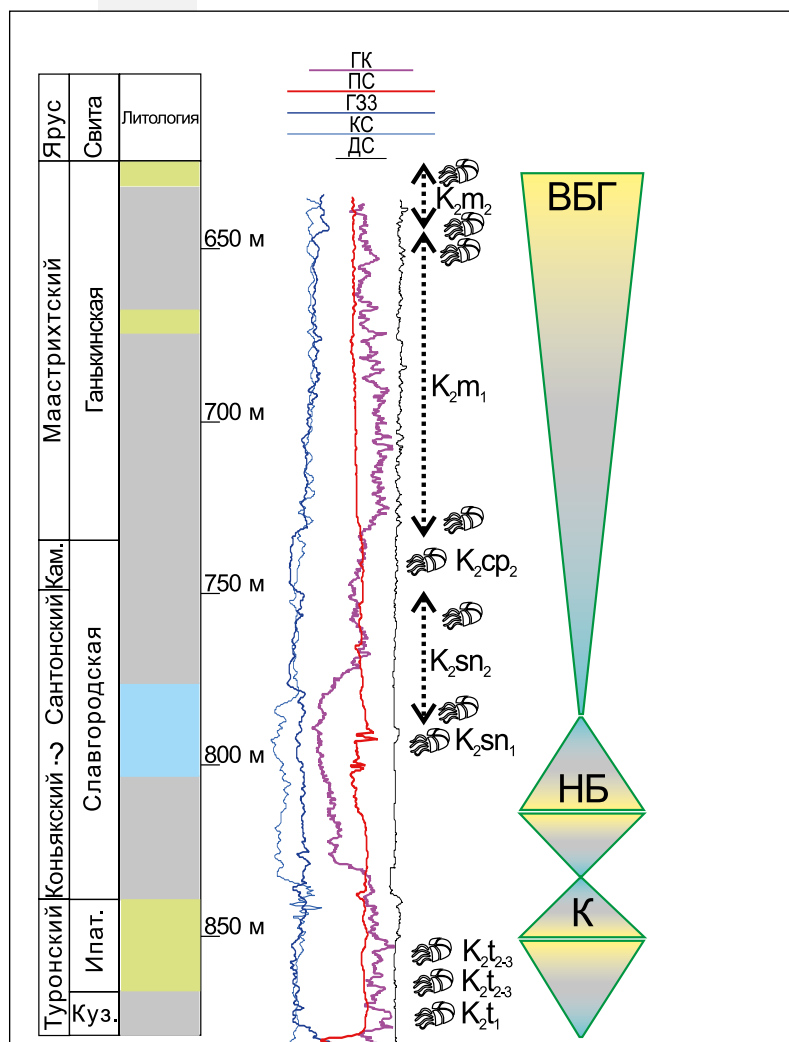 ГК
ПС
ГЗЗ
КС
ДС
Ярус
Свита
Литология
Маастрихтский
Кам.
Сантонский
Коньякский - ?
Туронский
Ганькинская
Славгородская
Ипат.
Куз.
650 м
700 м
750 м
800 м
850 м
K₂m₂
K₂m₁
K₂cp₂
K₂sn₂
K₂sn₁
K₂t₂₋₃
K₂t₂₋₃
K₂t₁
ВБГ
НБ
К